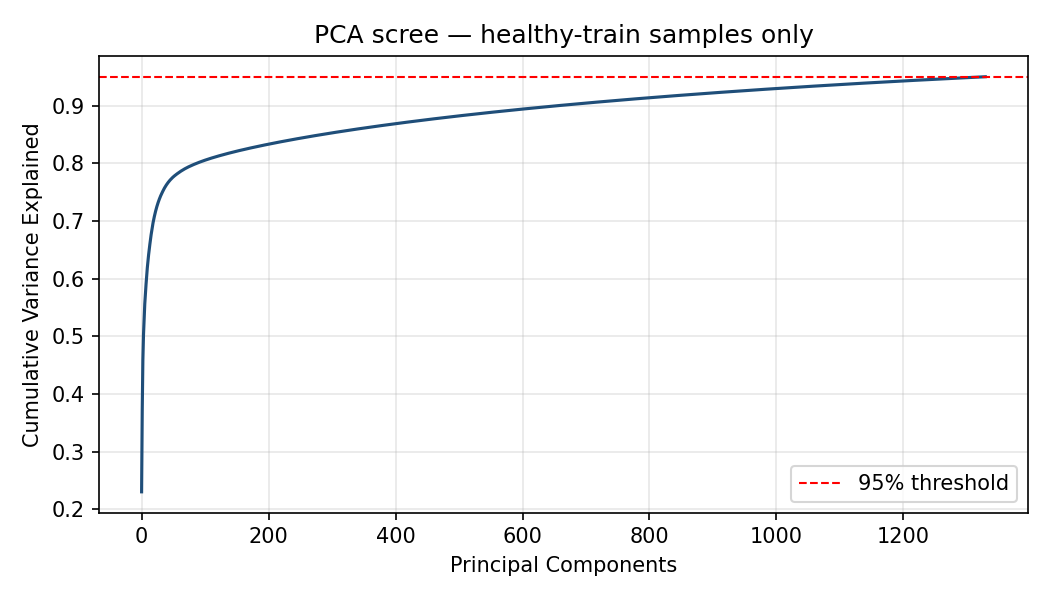 PCA scree — healthy-train samples only
Cumulative Variance Explained
0.9
0.8
0.7
0.6
0.5
0.4
0.3
0.2
95% threshold
0 200 400 600 800 1000 1200
Principal Components